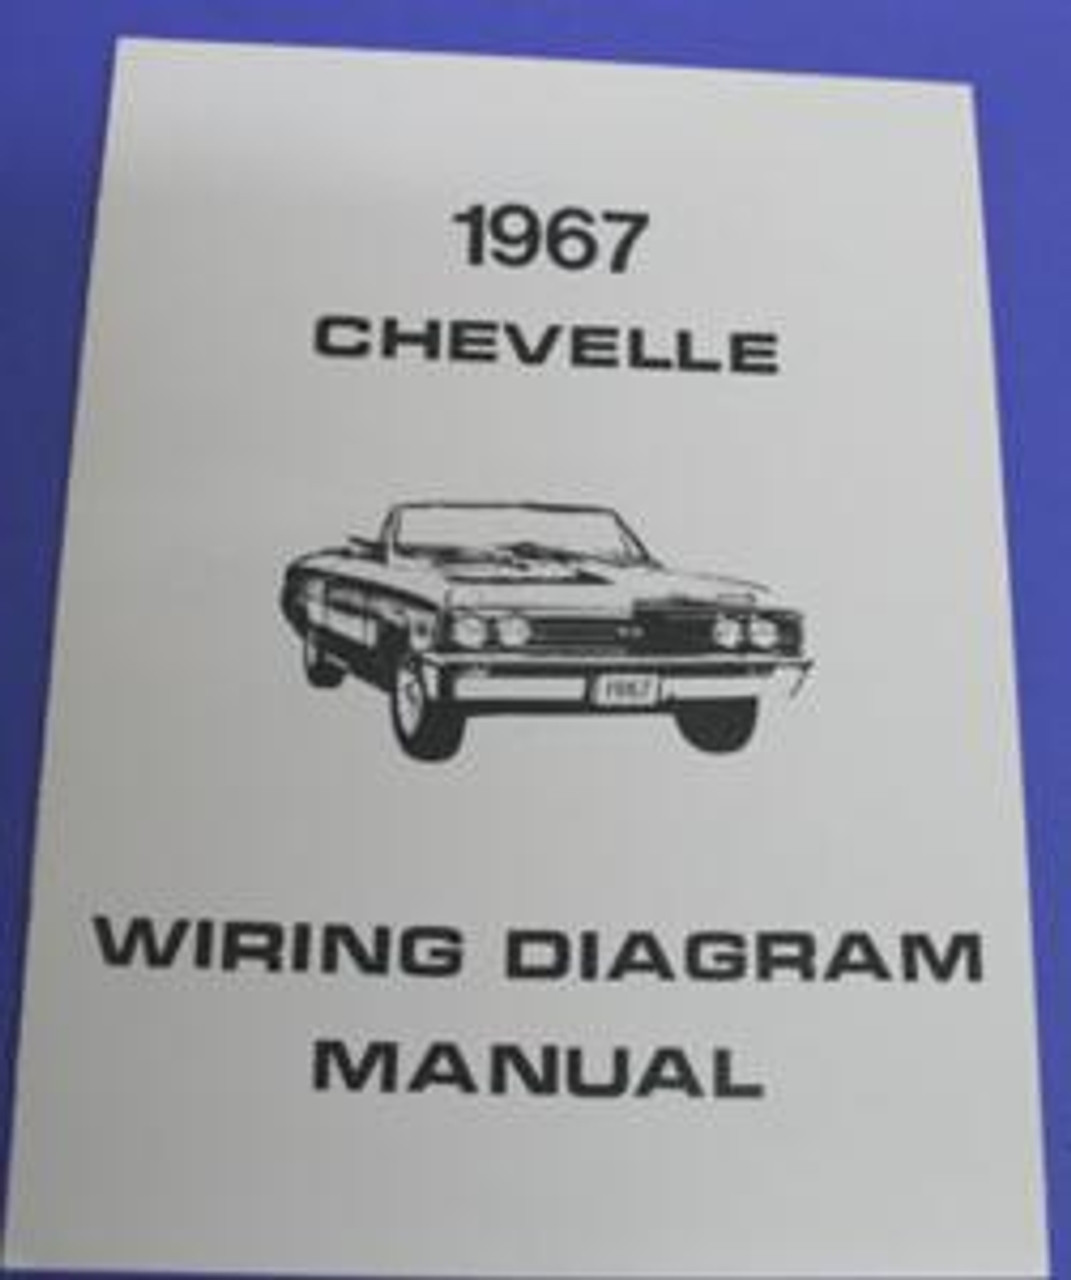 1967
CHEVELLE
1967
WIRING DIAGRAM
MANUAL